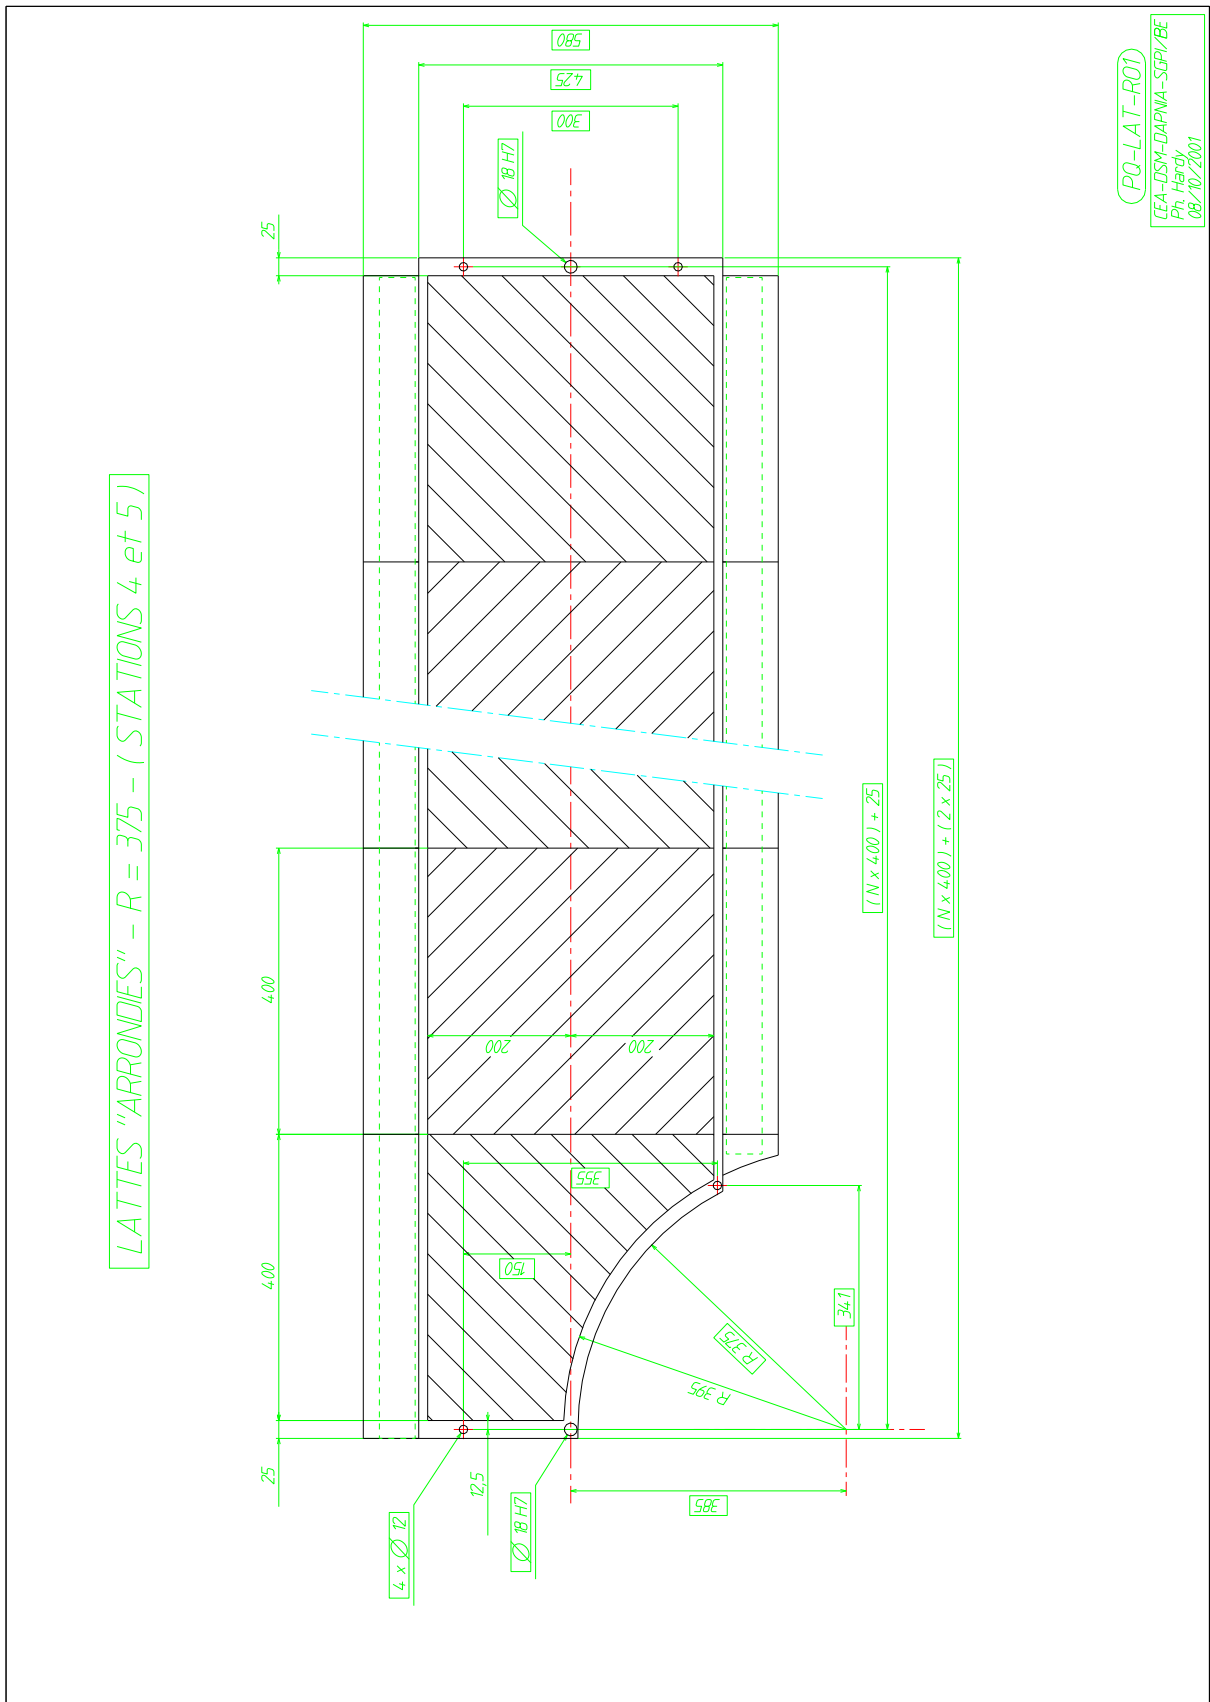 LATTES "ARRONDIES" - R = 375 - ( STATIONS 4 et 5 )
PQ-LAT-R01
CEA-DSM-DAPNIA-SGPI/BE
Ph. Hardy
08/10/2001
580
425
300
Ø 18 H7
25
400
200
200
( N x 400 ) + 25
( N x 400 ) + ( 2 x 25 )
355
400
150
341
R 375
R 395
25
12,5
385
4 x Ø 12
Ø 18 H7